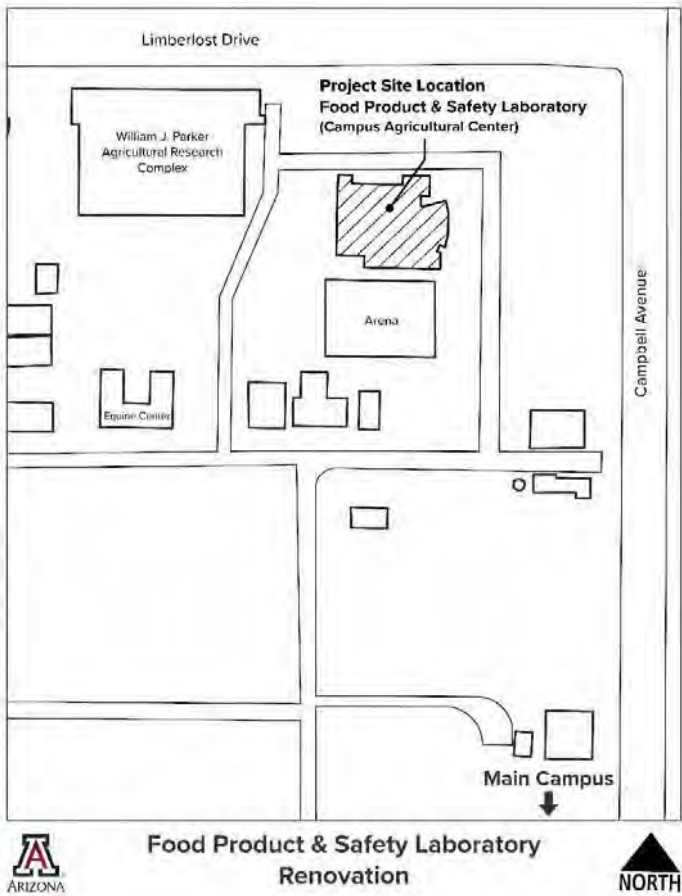 Limberlost Drive
Project Site Location
Food Product & Safety Laboratory
(Campus Agricultural Center)
William J. Parker
Agricultural Research
Complex
Campbell Avenue
Arena
Equine Center
Main Campus
Food Product & Safety Laboratory
Renovation
A
ARIZONA
NORTH